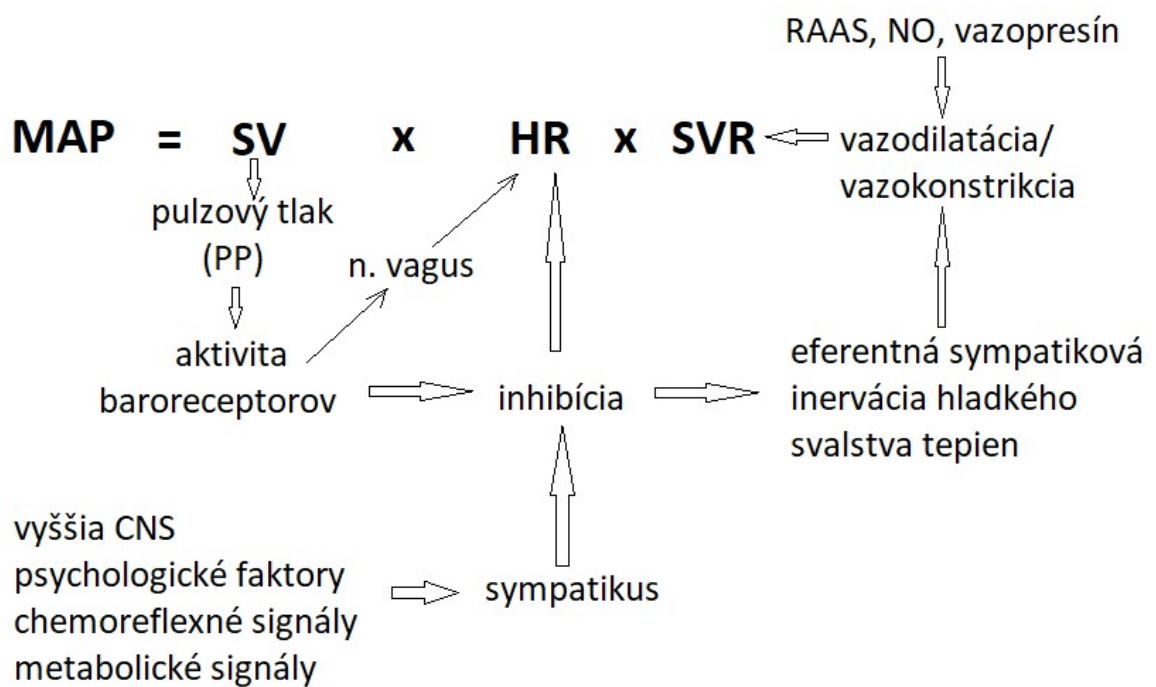 RAAS, NO, vazopresín
MAP = SV x HR x SVR
vazodilatácia/
vazokonstrikcia
pulzový tlak
(PP)
n. vagus
aktivita
baroreceptorov
inhibícia
eferentná sympatiková
inervácia hladkého
svalstva tepien
vyššia CNS
psychologické faktory
chemoreflexné signály
metabolické signály
sympatikus